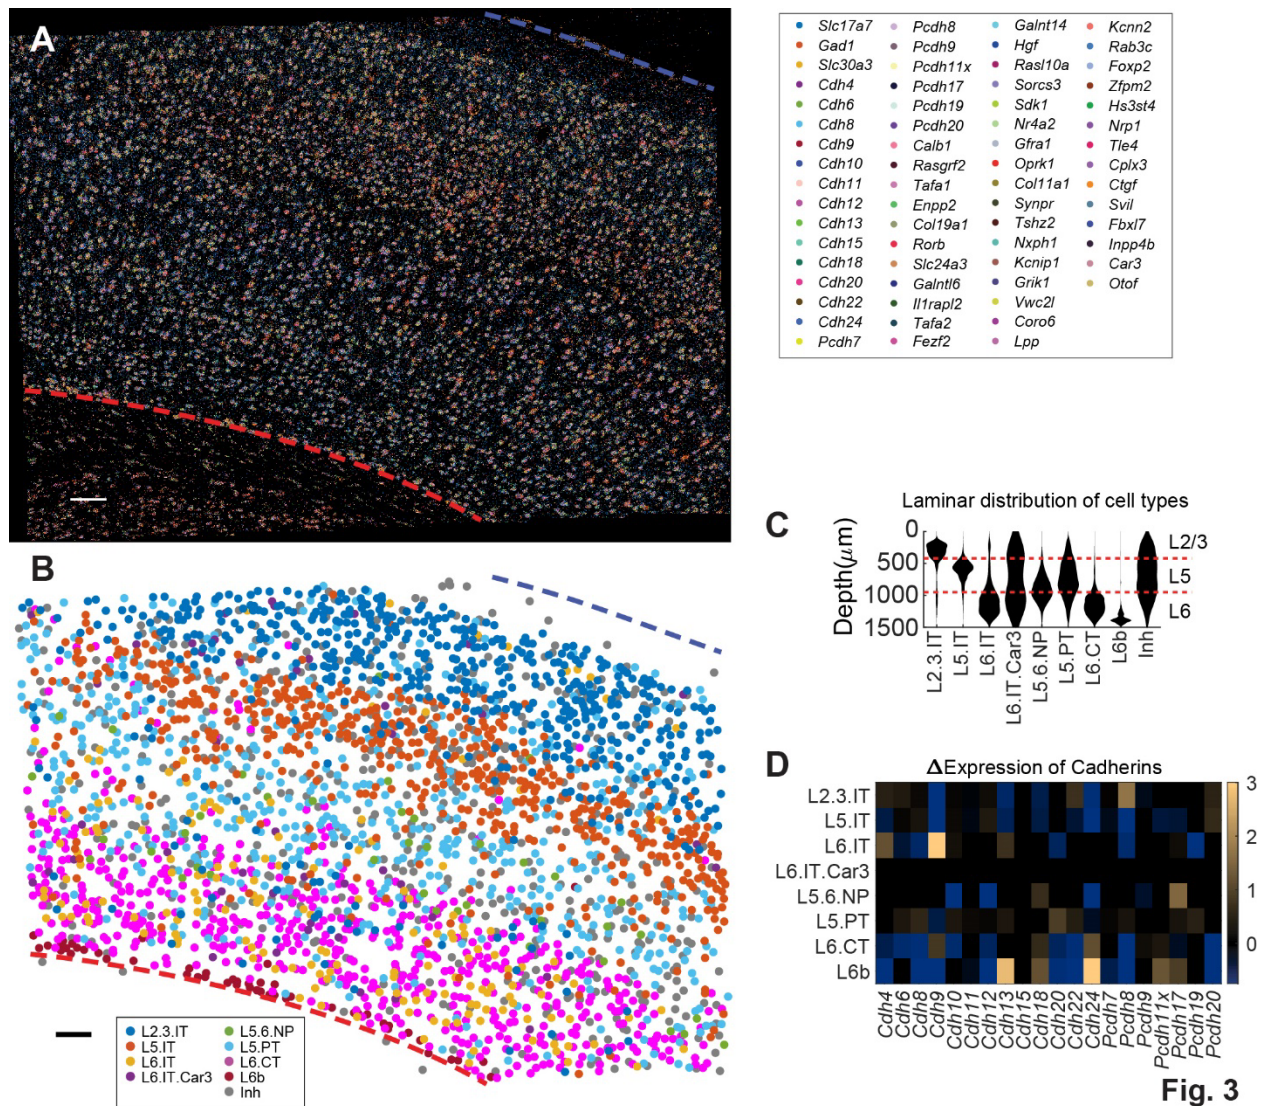 A
Slc17a7 Pcdh8 Galnt14 Kcnn2
Gad1 Pcdh9 Hgf Rab3c
Slc30a3 Pcdh11x Rasl10a Foxp2
Cdh4 Pcdh17 Sorcs3 Zfpm2
Cdh6 Pcdh19 Sdk1 Hs3st4
Cdh8 Pcdh20 Nr4a2 Nrp1
Cdh9 Calb1 Gfra1 Tle4
Cdh10 Rasgrf2 Oprk1 Cplx3
Cdh11 Tafa1 Col11a1 Ctgf
Cdh12 Enpp2 Synpr Svil
Cdh13 Col19a1 Tshz2 Fbxl7
Cdh15 Rorb Nxph1 Inpp4b
Cdh18 Slc24a3 Kcnip1 Car3
Cdh20 Galntl6 Grik1 Otof
Cdh22 Il1rapl2 Vwc2l
Cdh24 Tafa2 Coro6
Pcdh7 Fezf2 Lpp
B
L2.3.IT L5.6.NP
L5.IT L5.PT
L6.IT L6.CT
L6.IT.Car3 L6b
Inh
C
Laminar distribution of cell types
Depth(μm)
0
500
1000
1500
L2/3
L5
L6
L2.3.IT
L5.IT
L6.IT
L6.IT.Car3
L5.6.NP
L5.PT
L6.CT
L6b
Inh
D
ΔExpression of Cadherins
L2.3.IT
L5.IT
L6.IT
L6.IT.Car3
L5.6.NP
L5.PT
L6.CT
L6b
Cdh4
Cdh6
Cdh8
Cdh9
Cdh10
Cdh11
Cdh12
Cdh13
Cdh15
Cdh18
Cdh20
Cdh22
Cdh24
Pcdh7
Pcdh8
Pcdh9
Pcdh11x
Pcdh17
Pcdh19
Pcdh20
3
2
1
0
Fig. 3